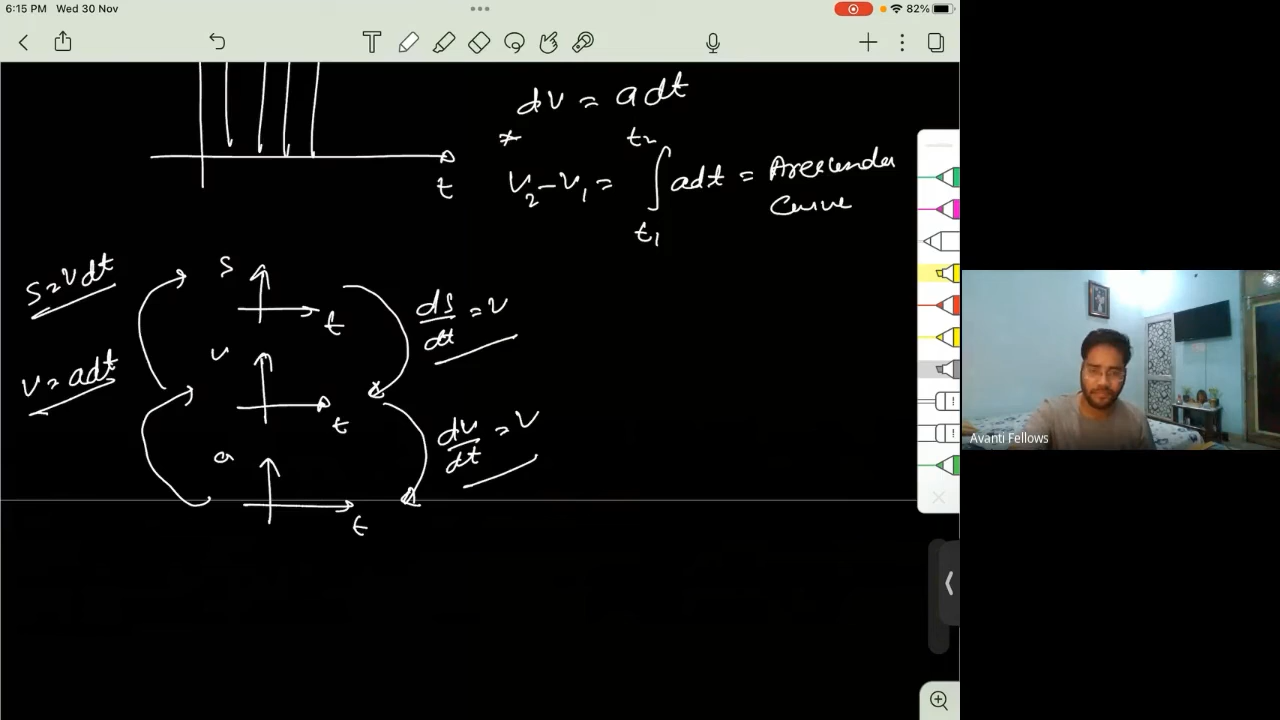 6:15 PM Wed 30 Nov
82%
T
dv = adt
*
t2
v2 - v1 = ∫ adt = Area under
Curve
t1
t
s = vdt
s
t
ds/dt = v
v = adt
v
t
dv/dt = v
a
t
Avanti Fellows